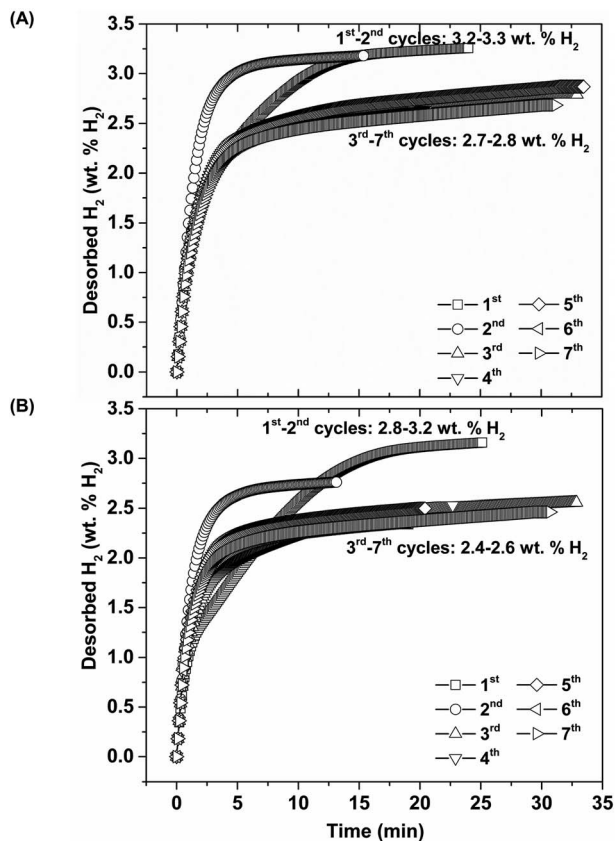 (A)
1st-2nd cycles: 3.2-3.3 wt. % H2
3rd-7th cycles: 2.7-2.8 wt. % H2
Desorbed H2 (wt. % H2)
3.5
3.0
2.5
2.0
1.5
1.0
0.5
0.0
1st 5th
2nd 6th
3rd 7th
4th
(B)
1st-2nd cycles: 2.8-3.2 wt. % H2
3rd-7th cycles: 2.4-2.6 wt. % H2
Desorbed H2 (wt. % H2)
3.5
3.0
2.5
2.0
1.5
1.0
0.5
0.0
1st 5th
2nd 6th
3rd 7th
4th
0 5 10 15 20 25 30 35
Time (min)